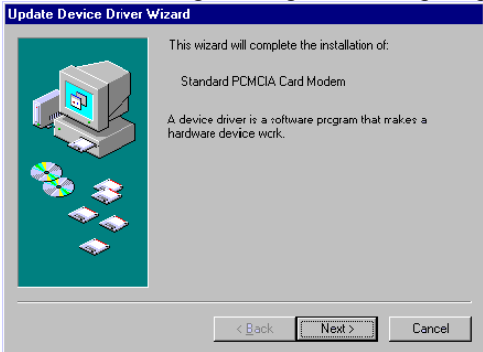 Update Device Driver Wizard
This wizard will complete the installation of:
Standard PCMCIA Card Modem
A device driver is a software program that makes a
hardware device work.
< Back
Next >
Cancel